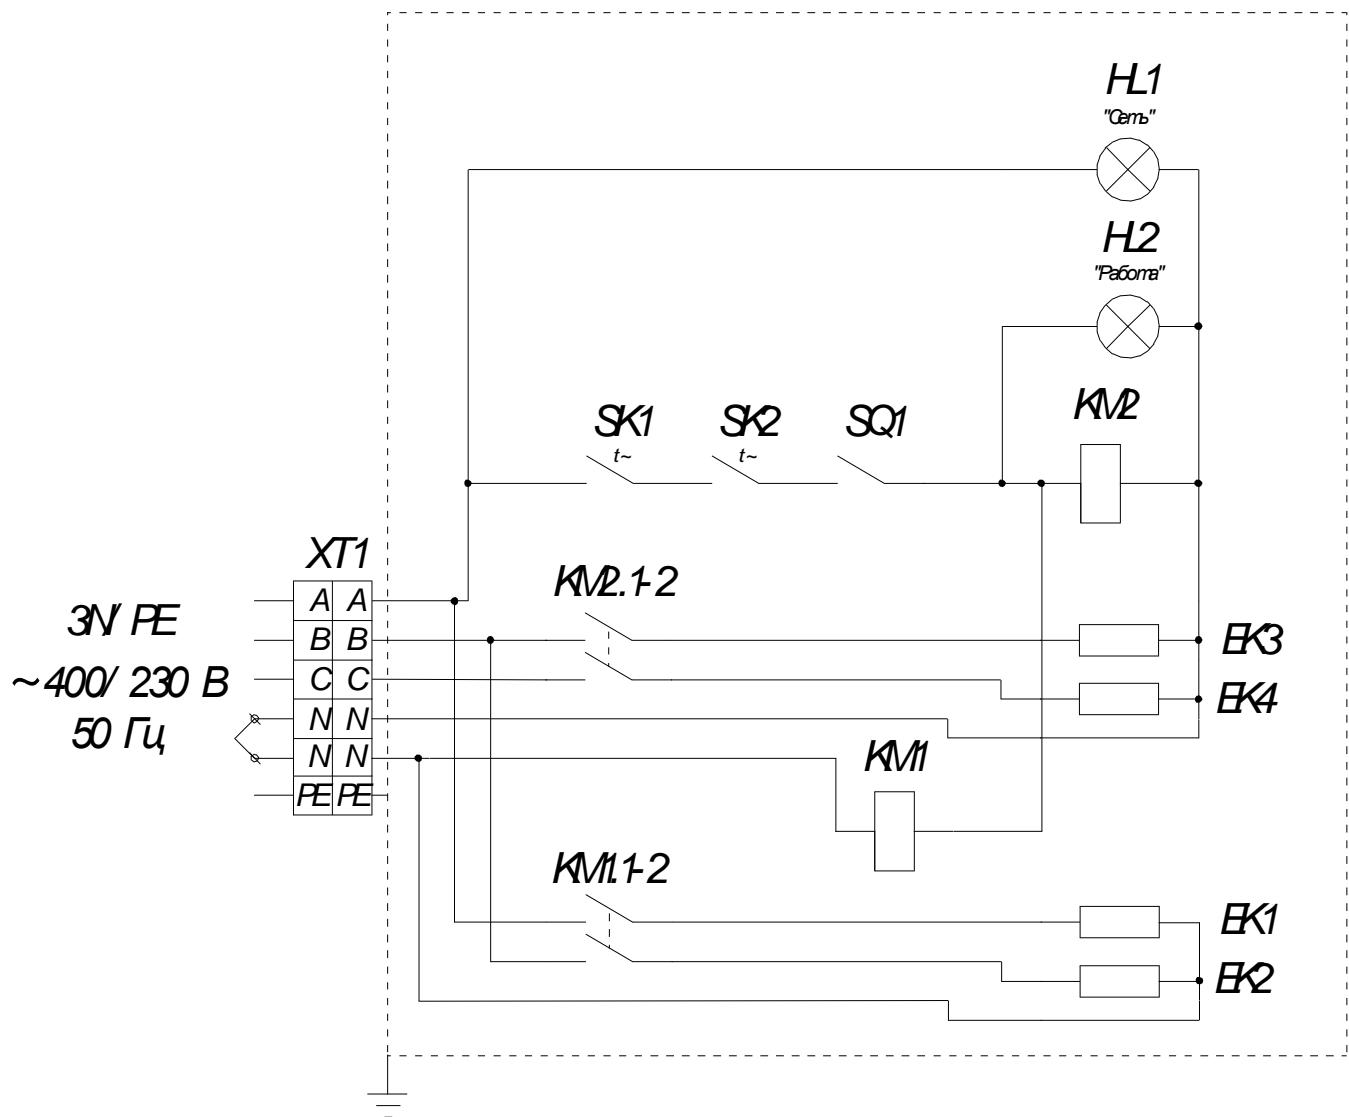 HL1
"Сеть"
HL2
"Работа"
KM2
SK1
t~
SK2
t~
SQ1
XT1
KM2.1-2
3N/PE
~400/230 В
50 Гц
A A
B B
C C
N N
N N
PE PE
EK3
EK4
KM1
KM1.1-2
EK1
EK2